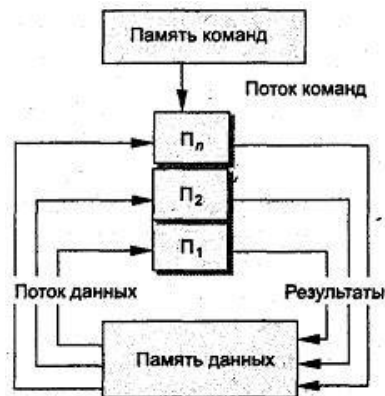 Память команд
Поток команд
Пn
П2
П1
Поток данных
Результаты
Память данных